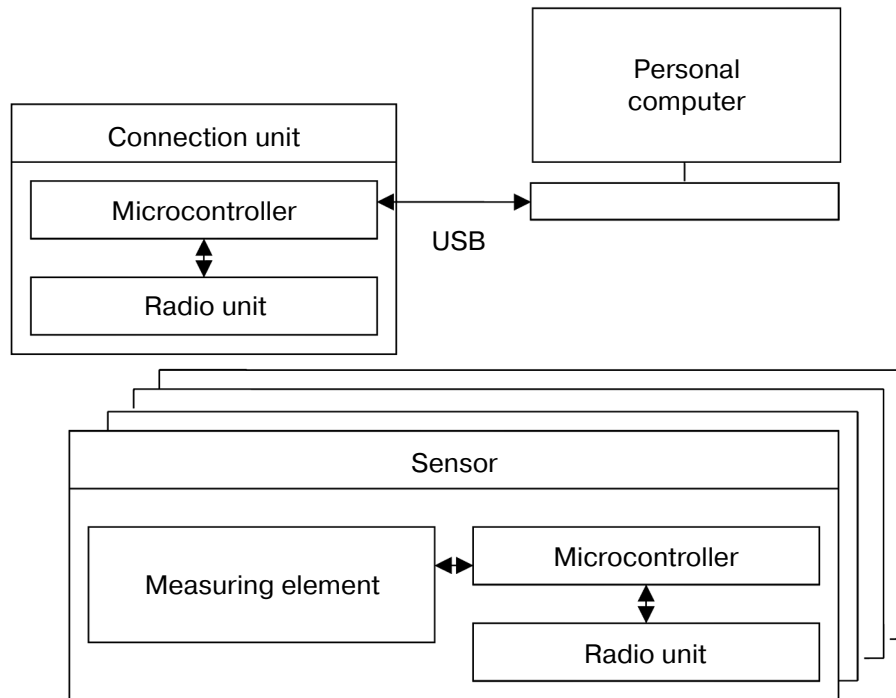 Personal
computer
Connection unit
Microcontroller
USB
Radio unit
Sensor
Measuring element
Microcontroller
Radio unit